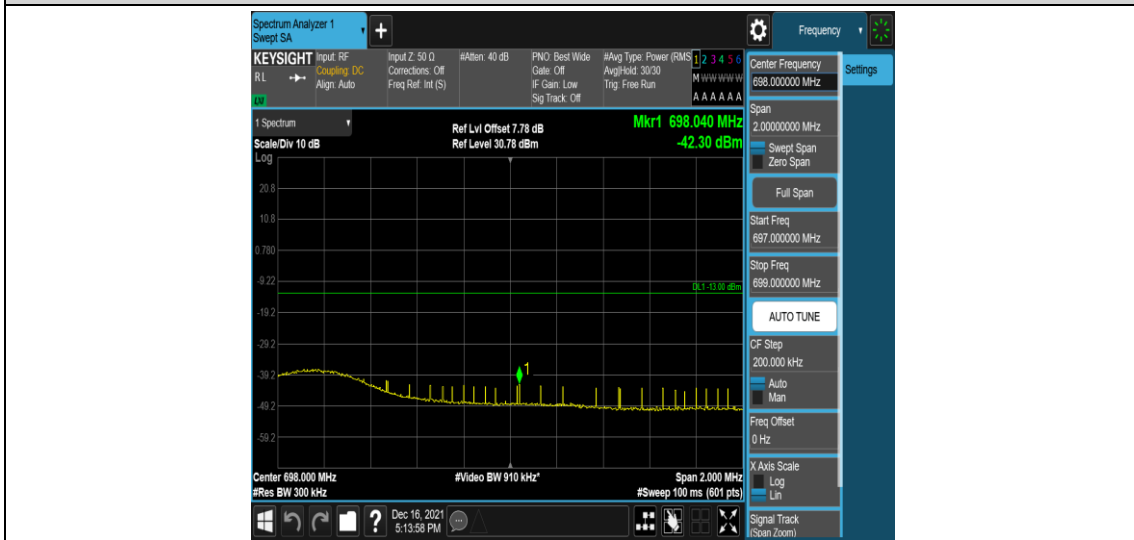 Spectrum Analyzer 1
Swept SA
+
Frequency
KEYSIGHT
RL
Input: RF
Coupling: DC
Align: Auto
Input Z: 50 Ω
Corrections: Off
Freq Ref: Int (S)
#Atten: 40 dB
PNO: Best Wide
Gate: Off
IF Gain: Low
Sig Track: Off
#Avg Type: Power (RMS
Avg|Hold: 30/30
Trig: Free Run
1 2 3 4 5 6
M W W W W W
A A A A A A
1 Spectrum
Scale/Div 10 dB
Ref Lvl Offset 7.78 dB
Ref Level 30.78 dBm
Mkr1 698.040 MHz
-42.30 dBm
Log
20.8
10.8
0.780
-9.22
DL1 -13.00 dBm
-19.2
-29.2
-39.2
1
-49.2
-59.2
Center 698.000 MHz
#Video BW 910 kHz*
Span 2.000 MHz
#Res BW 300 kHz
#Sweep 100 ms (601 pts)
Center Frequency
698.000000 MHz
Settings
Span
2.00000000 MHz
Swept Span
Zero Span
Full Span
Start Freq
697.000000 MHz
Stop Freq
699.000000 MHz
AUTO TUNE
CF Step
200.000 kHz
Auto
Man
Freq Offset
0 Hz
X Axis Scale
Log
Lin
Signal Track
(Span Zoom)
?
Dec 16, 2021
5:13:58 PM